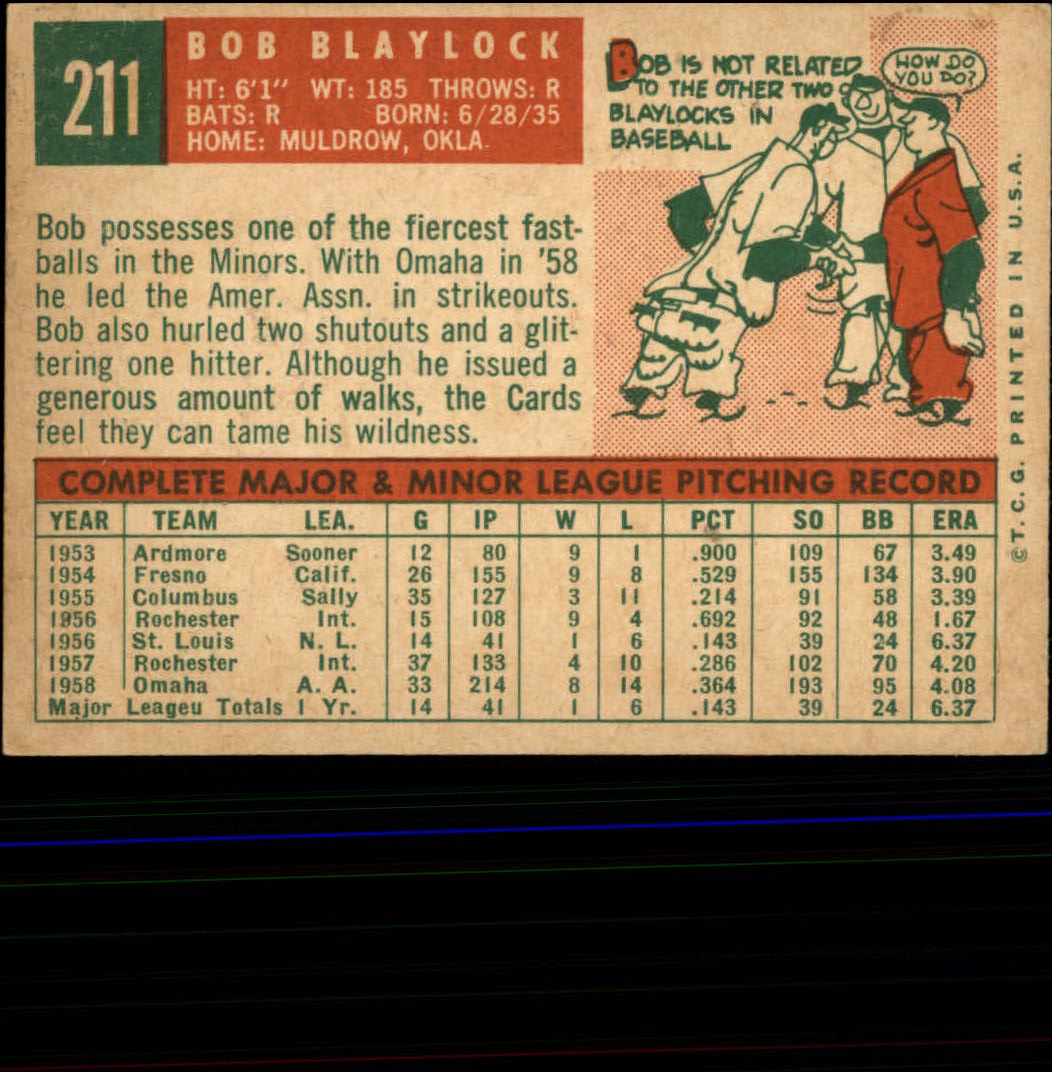 211
BOB BLAYLOCK
HT: 6'1" WT: 185 THROWS: R
BATS: R BORN: 6/28/35
HOME: MULDROW, OKLA.
BOB IS NOT RELATED
TO THE OTHER TWO
BLAYLOCKS IN
BASEBALL
HOW DO
YOU DO?
Bob possesses one of the fiercest fast-
balls in the Minors. With Omaha in '58
he led the Amer. Assn. in strikeouts.
Bob also hurled two shutouts and a glit-
tering one hitter. Although he issued a
generous amount of walks, the Cards
feel they can tame his wildness.
COMPLETE MAJOR & MINOR LEAGUE PITCHING RECORD
YEAR TEAM LEA. G IP W L PCT SO BB ERA
1953 Ardmore Sooner 12 80 9 1 .900 109 67 3.49
1954 Fresno Calif. 26 155 9 8 .529 155 134 3.90
1955 Columbus Sally 35 127 3 11 .214 91 58 3.39
1956 Rochester Int. 15 108 9 4 .692 92 48 1.67
1956 St. Louis N. L. 14 41 1 6 .143 39 24 6.37
1957 Rochester Int. 37 133 4 10 .286 102 70 4.20
1958 Omaha A. A. 33 214 8 14 .364 193 95 4.08
Major Leageu Totals 1 Yr. 14 41 1 6 .143 39 24 6.37
©T. C. G. PRINTED IN U.S.A.